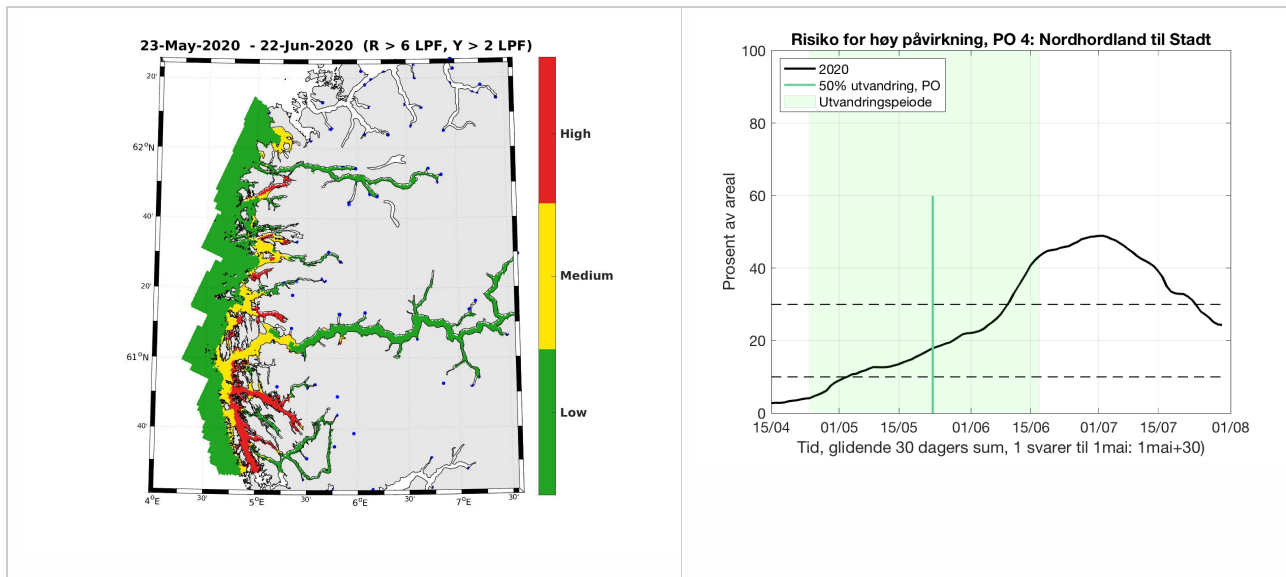 23-May-2020 - 22-Jun-2020 (R > 6 LPF, Y > 2 LPF)
20'
62°N
40'
20'
61°N
40'
4°E
30'
5°E
30'
6°E
30'
7°E
30'
High
Medium
Low
Risiko for høy påvirkning, PO 4: Nordhordland til Stadt
2020
50% utvandring, PO
Utvandringspeiode
Prosent av areal
100
80
60
40
20
0
15/04
01/05
15/05
01/06
15/06
01/07
15/07
01/08
Tid, glidende 30 dagers sum, 1 svarer til 1mai: 1mai+30)